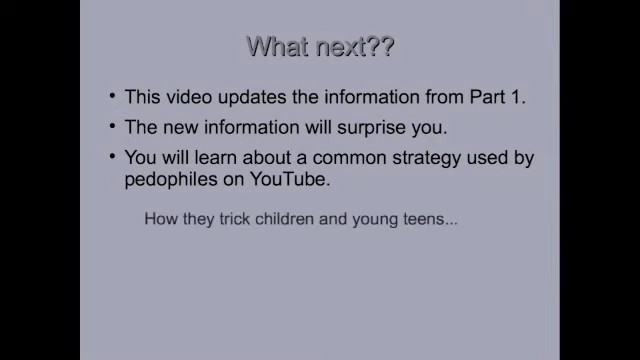 What next??
• This video updates the information from Part 1.
• The new information will surprise you.
• You will learn about a common strategy used by
pedophiles on YouTube.
How they trick children and young teens...